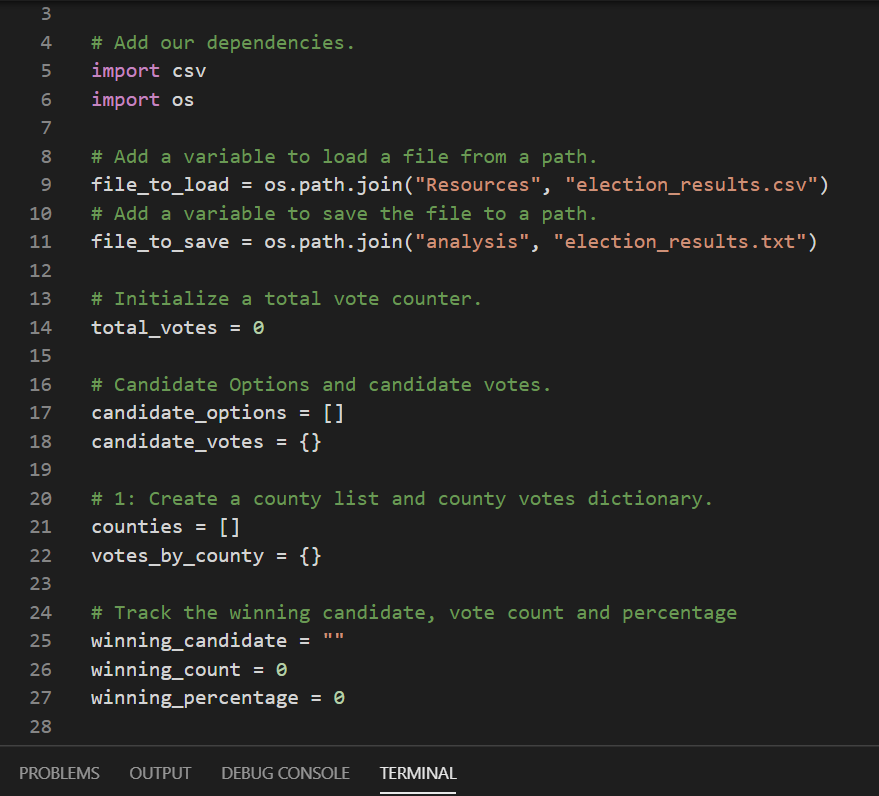 3
4 # Add our dependencies.
5 import csv
6 import os
7
8 # Add a variable to load a file from a path.
9 file_to_load = os.path.join("Resources", "election_results.csv")
10 # Add a variable to save the file to a path.
11 file_to_save = os.path.join("analysis", "election_results.txt")
12
13 # Initialize a total vote counter.
14 total_votes = 0
15
16 # Candidate Options and candidate votes.
17 candidate_options = []
18 candidate_votes = {}
19
20 # 1: Create a county list and county votes dictionary.
21 counties = []
22 votes_by_county = {}
23
24 # Track the winning candidate, vote count and percentage
25 winning_candidate = ""
26 winning_count = 0
27 winning_percentage = 0
28
PROBLEMS OUTPUT DEBUG CONSOLE TERMINAL